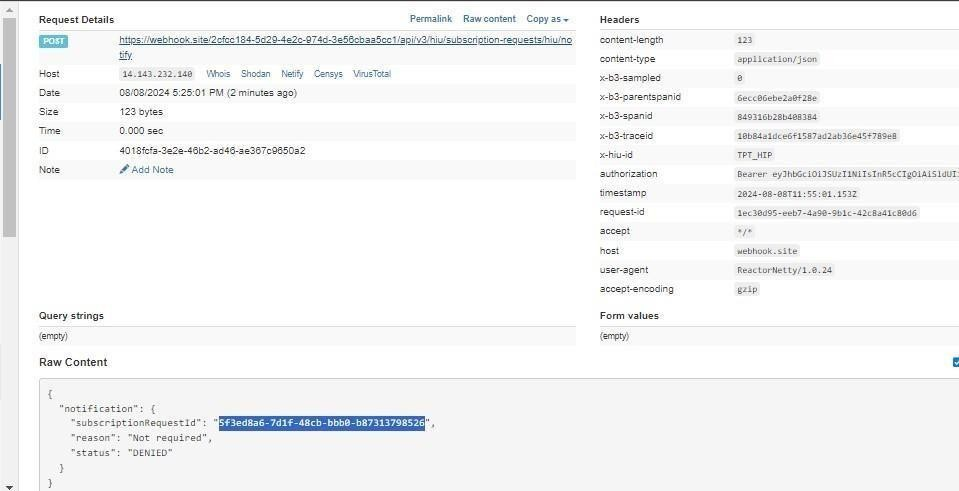 Request Details Permalink Raw content Copy as
POST https://webhook.site/2cfcc184-5d29-4e2c-974d-3e56cbaa5cc1/api/v3/hiu/subscription-requests/hiu/no
tify
Host 14.143.232.140 Whois Shodan Netify Censys VirusTotal
Date 08/08/2024 5:25:01 PM (2 minutes ago)
Size 123 bytes
Time 0.000 sec
ID 4018fcfa-3e2e-46b2-ad46-ae367c9650a2
Note Add Note
Headers
content-length 123
content-type application/json
x-b3-sampled 0
x-b3-parentspanid 6ecc06ebe2a0f28e
x-b3-spanid 849316b28b408384
x-b3-traceid 10b84a1dce6f1587ad2ab36e45f789e8
x-hiu-id TPT_HIP
authorization Bearer eyJhbGciOiJSUzI1NiIsInR5cCIgOiAiSldUI
timestamp 2024-08-08T11:55:01.153Z
request-id 1ec30d95-eeb7-4a90-9b1c-42c8a41c80d6
accept */*
host webhook.site
user-agent ReactorNetty/1.0.24
accept-encoding gzip
Query strings
(empty)
Form values
(empty)
Raw Content
{
"notification": {
"subscriptionRequestId": "5f3ed8a6-7d1f-48cb-bbb0-b87313798526",
"reason": "Not required",
"status": "DENIED"
}
}